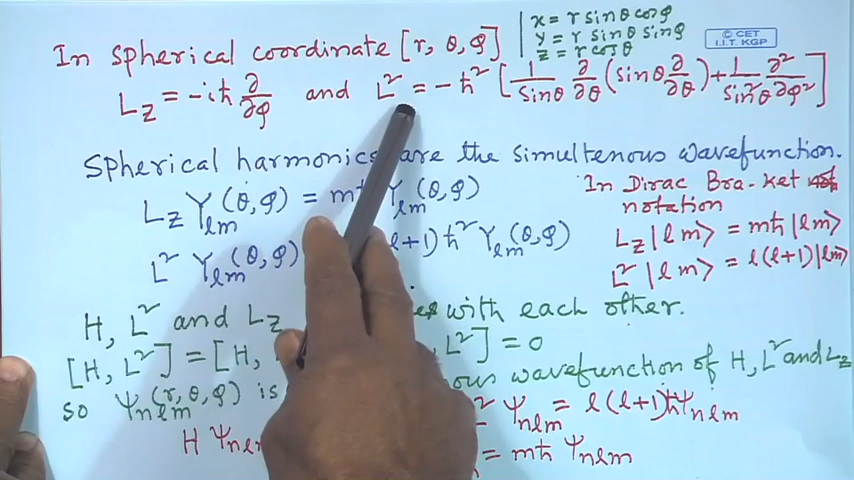 In spherical coordinate [r, θ, φ]
x = r sinθ cosφ
y = r sinθ sinφ
z = r cosθ
© CET
I.I.T. KGP
L_z = -iħ ∂/∂φ and L² = -ħ² [1/sinθ ∂/∂θ (sinθ ∂/∂θ) + 1/sin²θ ∂²/∂φ²]
Spherical harmonics are the simultenous wavefunction.
L_z Y_lm(θ,φ) = mħ Y_lm(θ,φ)
L² Y_lm(θ,φ) l+1)ħ² Y_lm(θ,φ)
In Dirac Bra-ket
notation
L_z |lm> = mħ |lm>
L² |lm> = l(l+1)|lm>
H, L² and L_z with each other.
[H, L²] = [H, L²] = 0
so Ψ_nlm(r,θ,φ) is wavefunction of H, L² and L_z
H Ψ_n ² Ψ_nlm = l(l+1)ħΨ_nlm
= mħ Ψ_nlm